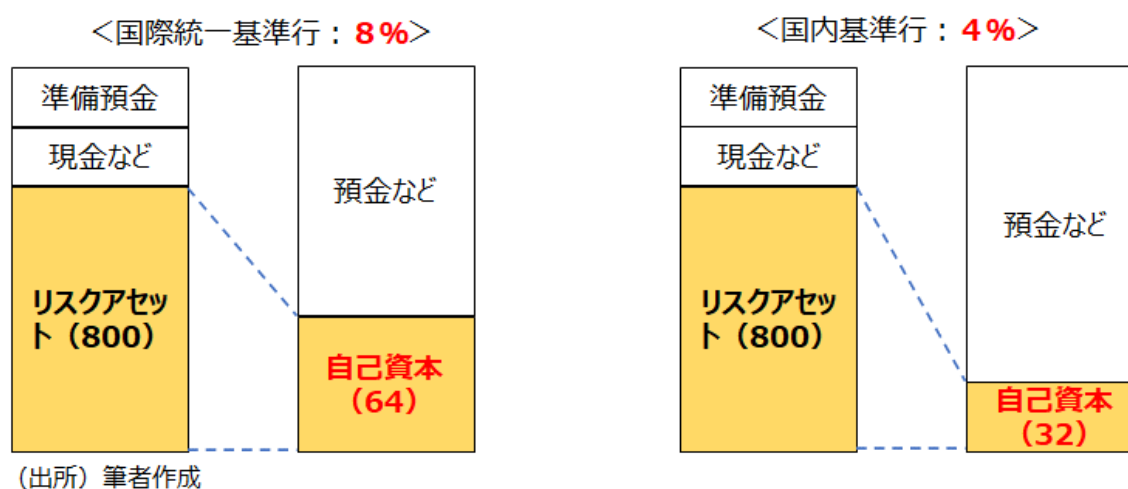 <国際統一基準行：8%>
準備預金
現金など
リスクアセッ
ト（800）
預金など
自己資本
（64）
<国内基準行：4%>
準備預金
現金など
リスクアセッ
ト（800）
預金など
自己資本
（32）
（出所）筆者作成